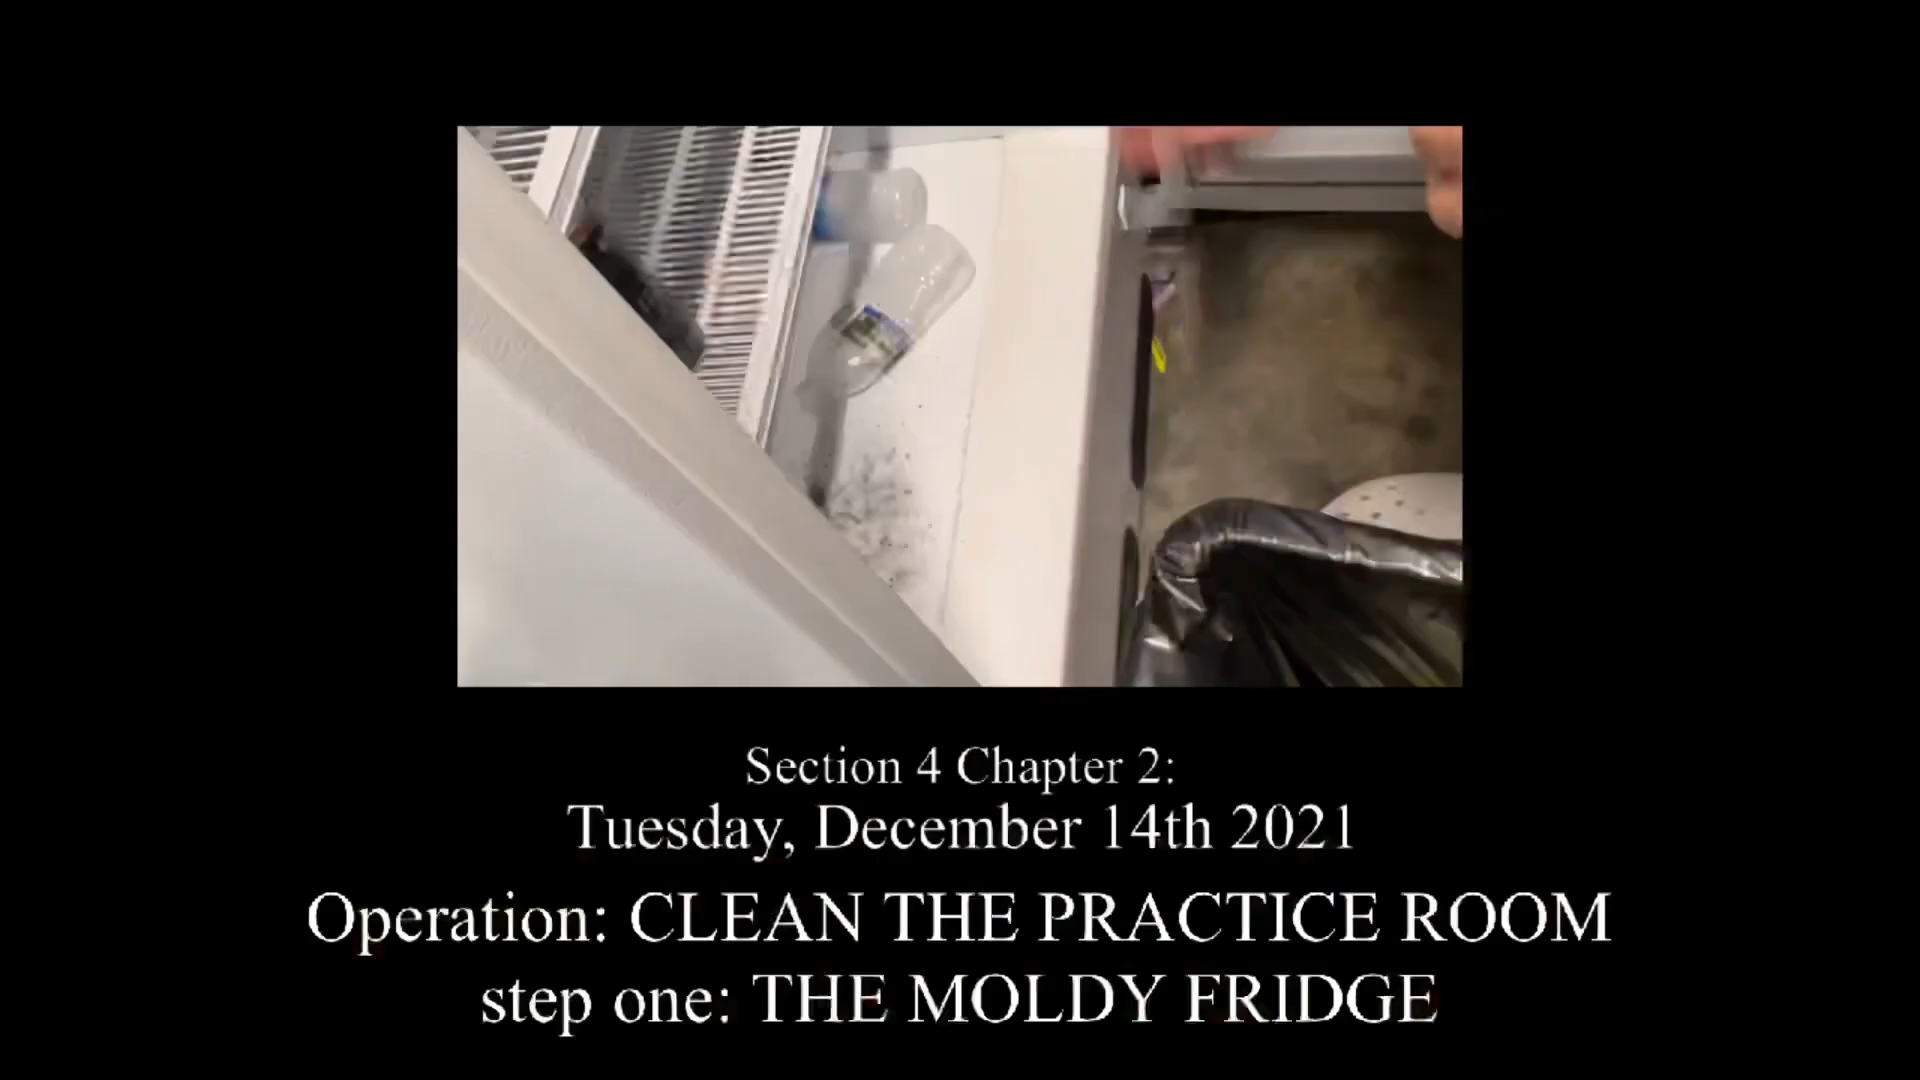 Section 4 Chapter 2:
Tuesday, December 14th 2021
Operation: CLEAN THE PRACTICE ROOM
step one: THE MOLDY FRIDGE